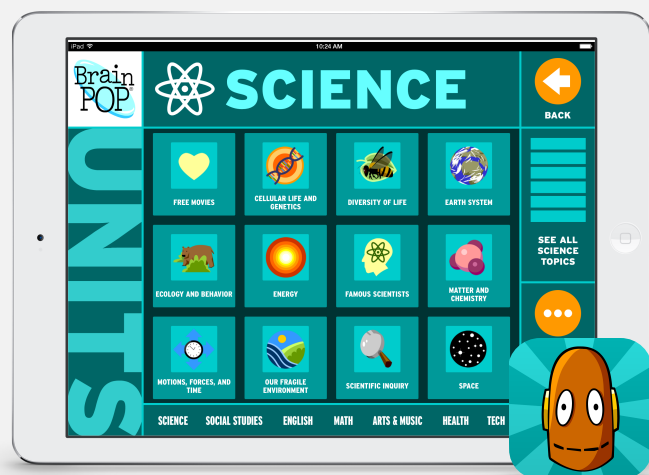 iPad
10:24 AM
Brain
POP®
SCIENCE
BACK
UNITS
FREE MOVIES
CELLULAR LIFE AND
GENETICS
DIVERSITY OF LIFE
EARTH SYSTEM
SEE ALL
SCIENCE
TOPICS
ECOLOGY AND BEHAVIOR
ENERGY
FAMOUS SCIENTISTS
MATTER AND
CHEMISTRY
MOTIONS, FORCES, AND
TIME
OUR FRAGILE
ENVIRONMENT
SCIENTIFIC INQUIRY
SPACE
SCIENCE SOCIAL STUDIES ENGLISH MATH ARTS & MUSIC HEALTH TECH